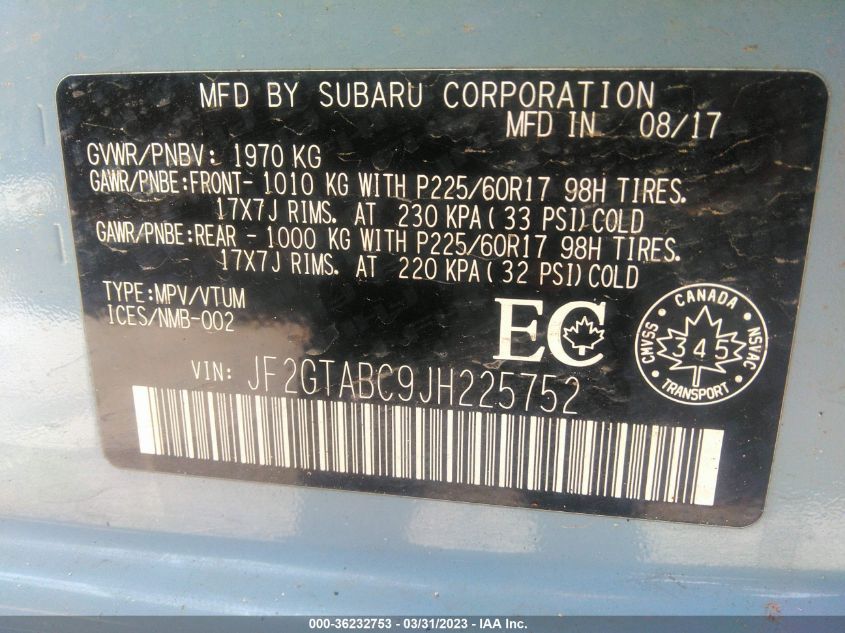 MFD BY SUBARU CORPORATION
MFD IN 08/17
GVWR/PNBV: 1970 KG
GAWR/PNBE:FRONT- 1010 KG WITH P225/60R17 98H TIRES.
17X7J RIMS. AT 230 KPA( 33 PSI)COLD
GAWR/PNBE:REAR - 1000 KG WITH P225/60R17 98H TIRES.
17X7J RIMS. AT 220 KPA( 32 PSI)COLD
TYPE:MPV/VTUM
ICES/NMB-002
EC
CANADA
CMVSS
345
NSVAC
TRANSPORT
VIN: JF2GTABC9JH225752
000-36232753 - 03/31/2023 - © IAA Inc.